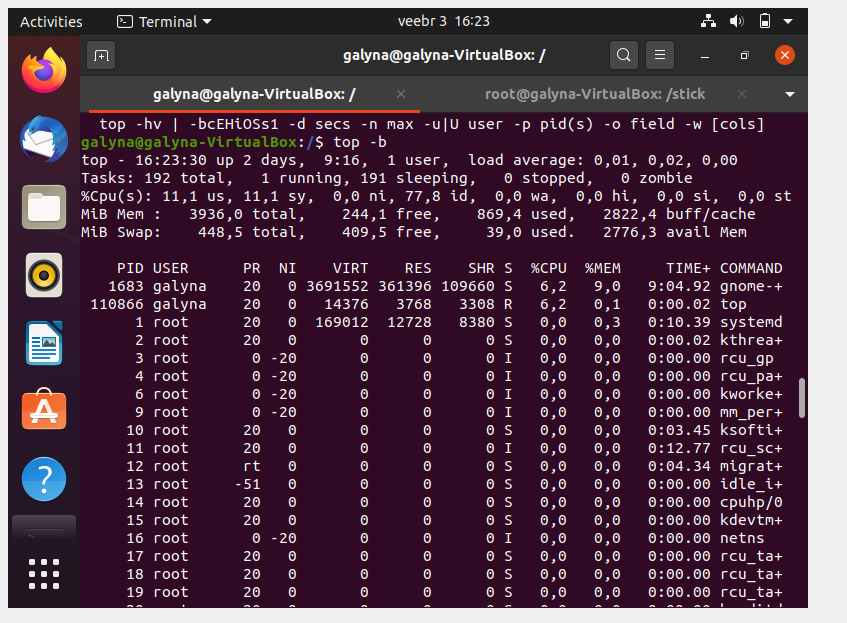 Activities Terminal veebr 3 16:23
galyna@galyna-VirtualBox: /
galyna@galyna-VirtualBox: / root@galyna-VirtualBox: /stick
top -hv | -bcEHiOSs1 -d secs -n max -u|U user -p pid(s) -o field -w [cols]
galyna@galyna-VirtualBox:/$ top -b
top - 16:23:30 up 2 days,  9:16,  1 user,  load average: 0,01, 0,02, 0,00
Tasks: 192 total,   1 running, 191 sleeping,   0 stopped,   0 zombie
%Cpu(s): 11,1 us, 11,1 sy,  0,0 ni, 77,8 id,  0,0 wa,  0,0 hi,  0,0 si,  0,0 st
MiB Mem :   3936,0 total,    244,1 free,    869,4 used,   2822,4 buff/cache
MiB Swap:    448,5 total,    409,5 free,     39,0 used.   2776,3 avail Mem
PID USER      PR  NI    VIRT    RES    SHR S  %CPU  %MEM     TIME+ COMMAND
1683 galyna    20   0 3691552 361396 109660 S   6,2   9,0   9:04.92 gnome-+
110866 galyna    20   0   14376   3768   3308 R   6,2   0,1   0:00.02 top
1 root      20   0  169012  12728   8380 S   0,0   0,3   0:10.39 systemd
2 root      20   0       0      0      0 S   0,0   0,0   0:00.02 kthrea+
3 root       0 -20       0      0      0 I   0,0   0,0   0:00.00 rcu_gp
4 root       0 -20       0      0      0 I   0,0   0,0   0:00.00 rcu_pa+
6 root       0 -20       0      0      0 I   0,0   0,0   0:00.00 kworke+
9 root       0 -20       0      0      0 I   0,0   0,0   0:00.00 mm_per+
10 root      20   0       0      0      0 S   0,0   0,0   0:03.45 ksofti+
11 root      20   0       0      0      0 I   0,0   0,0   0:12.77 rcu_sc+
12 root      rt   0       0      0      0 S   0,0   0,0   0:04.34 migrat+
13 root     -51   0       0      0      0 S   0,0   0,0   0:00.00 idle_i+
14 root      20   0       0      0      0 S   0,0   0,0   0:00.00 cpuhp/0
15 root      20   0       0      0      0 S   0,0   0,0   0:00.00 kdevtm+
16 root       0 -20       0      0      0 I   0,0   0,0   0:00.00 netns
17 root      20   0       0      0      0 S   0,0   0,0   0:00.00 rcu_ta+
18 root      20   0       0      0      0 S   0,0   0,0   0:00.00 rcu_ta+
19 root      20   0       0      0      0 S   0,0   0,0   0:00.00 rcu_ta+